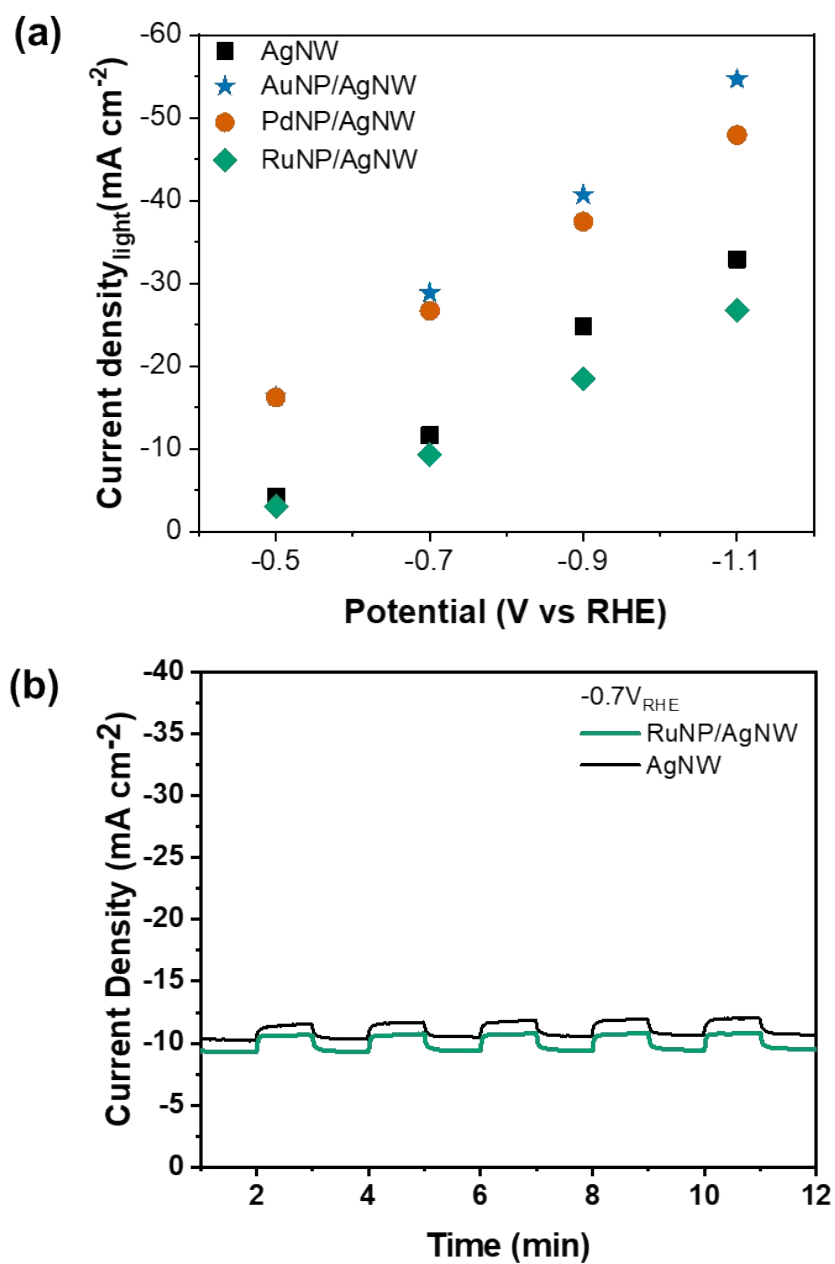 (a)
Current density_light(mA cm⁻²)
-60
-50
-40
-30
-20
-10
0
AgNW
AuNP/AgNW
PdNP/AgNW
RuNP/AgNW
-0.5 -0.7 -0.9 -1.1
Potential (V vs RHE)
(b)
Current Density (mA cm⁻²)
-40
-35
-30
-25
-20
-15
-10
-5
0
-0.7V_RHE
RuNP/AgNW
AgNW
2 4 6 8 10 12
Time (min)